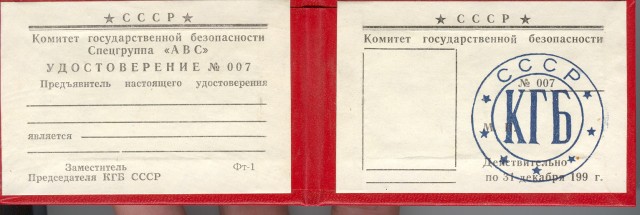 ★ СССР ★
Комитет государственной безопасности
Спецгруппа «АВС»
УДОСТОВЕРЕНИЕ № 007
Предъявитель настоящего удостоверения
является
Заместитель
Председателя КГБ СССР
Фт-1
★ СССР ★
Комитет государственной безопасности
№ 007
СССР
КГБ
М
Действительно
по 31 декабря 199 г.